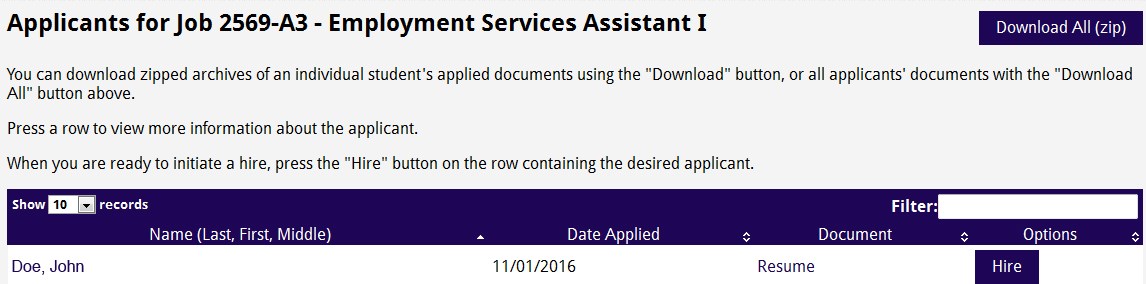 Applicants for Job 2569-A3 - Employment Services Assistant I
Download All (zip)
You can download zipped archives of an individual student's applied documents using the "Download" button, or all applicants' documents with the "Download
All" button above.
Press a row to view more information about the applicant.
When you are ready to initiate a hire, press the "Hire" button on the row containing the desired applicant.
Show 10 records Filter:
Name (Last, First, Middle) Date Applied Document Options
Doe, John 11/01/2016 Resume Hire